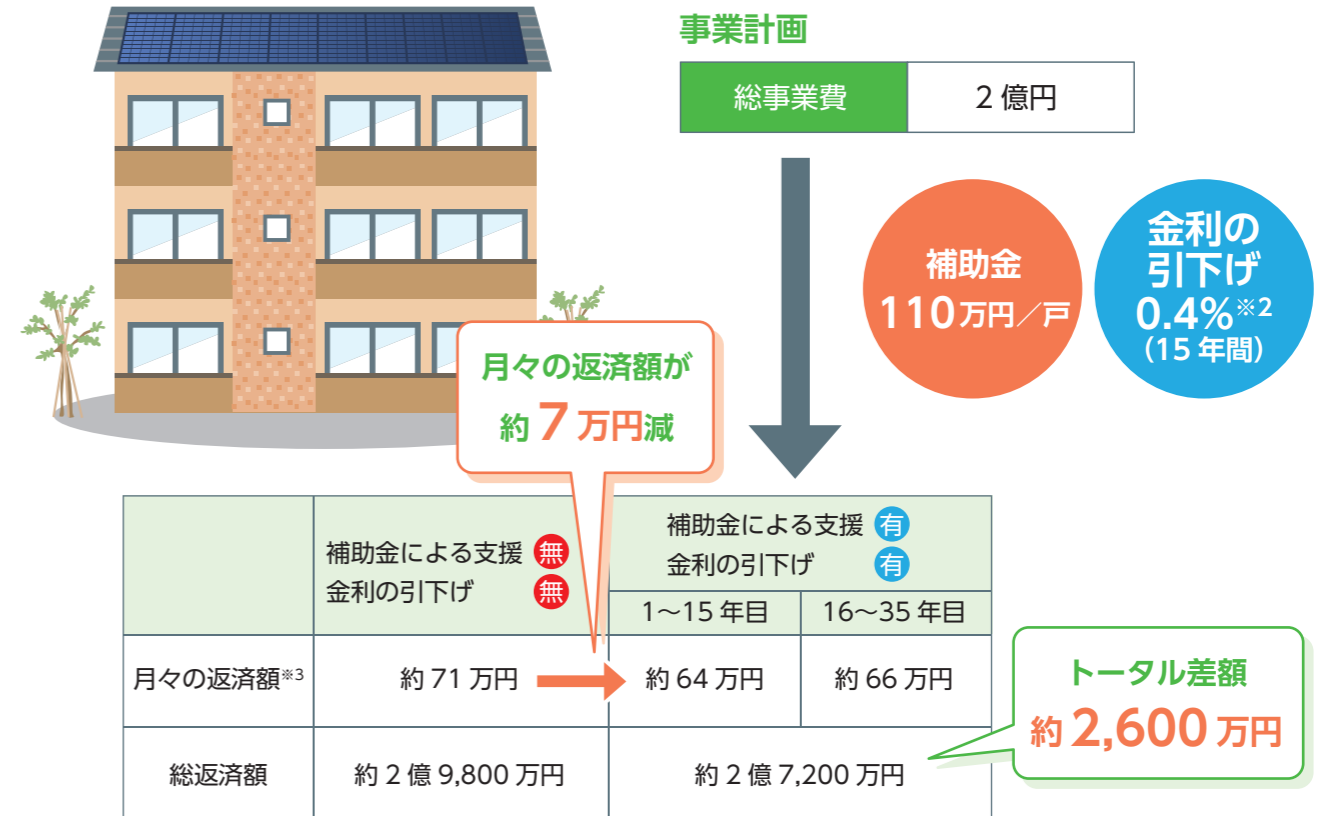 事業計画
総事業費
2億円
補助金
110万円／戸
金利の
引下げ
0.4%※2
（15年間）
月々の返済額が
約7万円減
補助金による支援 無
金利の引下げ 無
補助金による支援 有
金利の引下げ 有
1～15年目
16～35年目
月々の返済額※3
約71万円
約64万円
約66万円
総返済額
約2億9,800万円
約2億7,200万円
トータル差額
約2,600万円